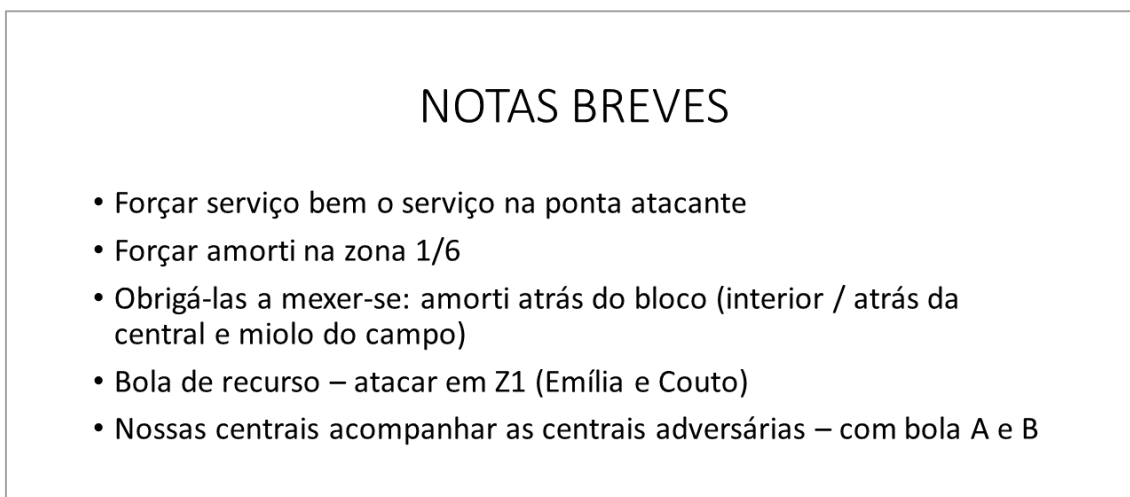 NOTAS BREVES
• Forçar serviço bem o serviço na ponta atacante
• Forçar amorti na zona 1/6
• Obrigá-las a mexer-se: amorti atrás do bloco (interior / atrás da
central e miolo do campo)
• Bola de recurso – atacar em Z1 (Emília e Couto)
• Nossas centrais acompanhar as centrais adversárias – com bola A e B